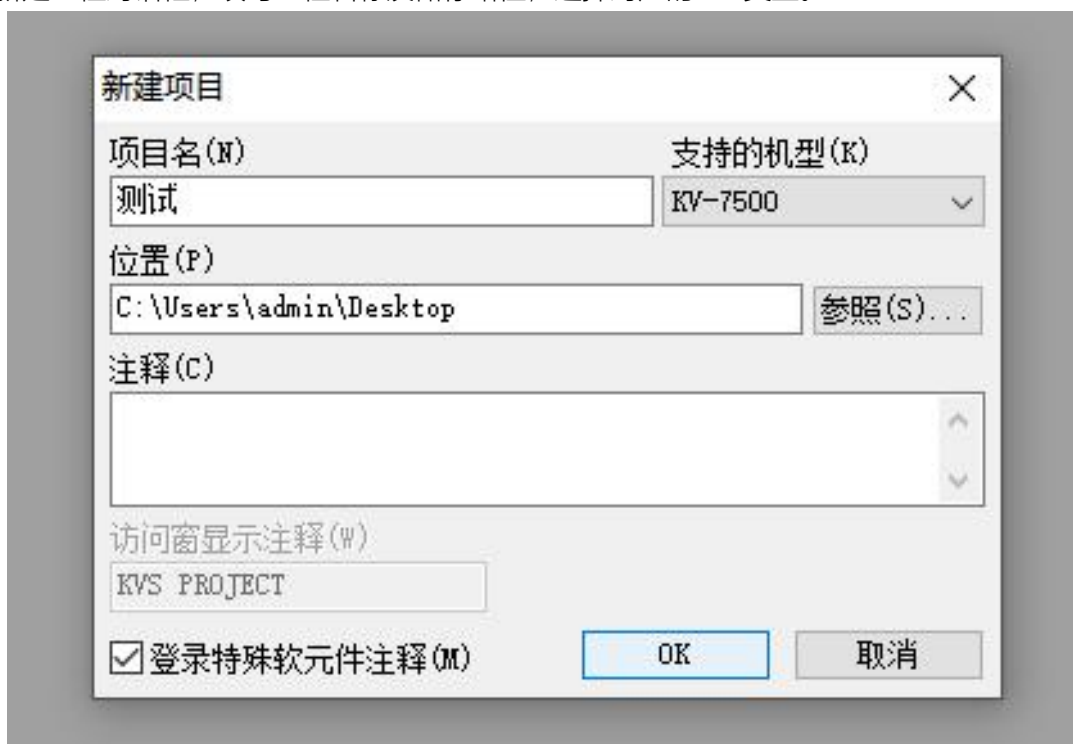 新建项目
项目名(N)
支持的机型(K)
测试
KV-7500
位置(P)
C:\Users\admin\Desktop
参照(S)...
注释(C)
访问窗显示注释(W)
KVS PROJECT
登录特殊软元件注释(M)
OK
取消